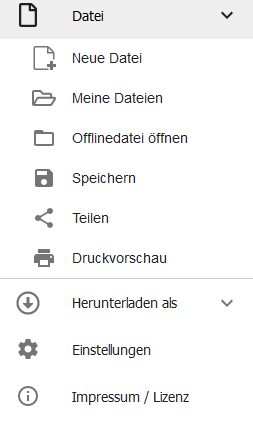 Datei
Neue Datei
Meine Dateien
Offlinedatei öffnen
Speichern
Teilen
Druckvorschau
Herunterladen als
Einstellungen
Impressum / Lizenz